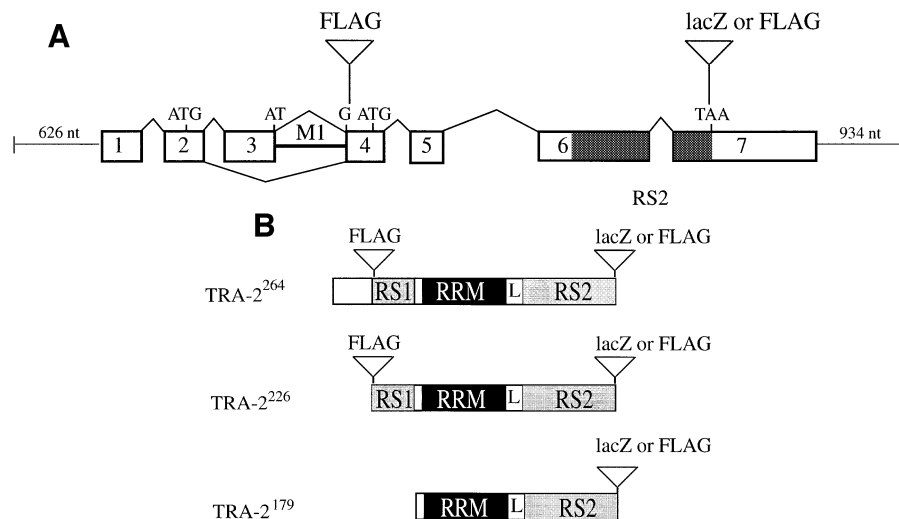 A
FLAG
lacZ or FLAG
626 nt
ATG
AT
M1
G
ATG
TAA
934 nt
1
2
3
4
5
6
7
RS2
B
FLAG
lacZ or FLAG
TRA-2264
RS1
RRM
L
RS2
FLAG
lacZ or FLAG
TRA-2226
RS1
RRM
L
RS2
lacZ or FLAG
TRA-2179
RRM
L
RS2